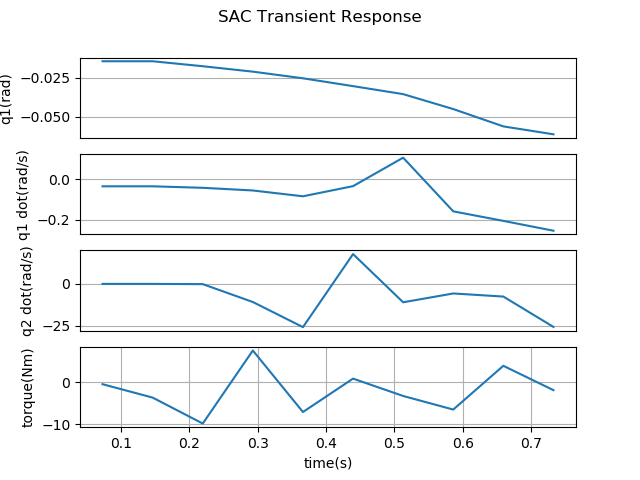 SAC Transient Response
q1(rad)
−0.025
−0.050
q1 dot(rad/s)
0.0
−0.2
q2 dot(rad/s)
0
−25
torque(Nm)
0
−10
0.1 0.2 0.3 0.4 0.5 0.6 0.7
time(s)